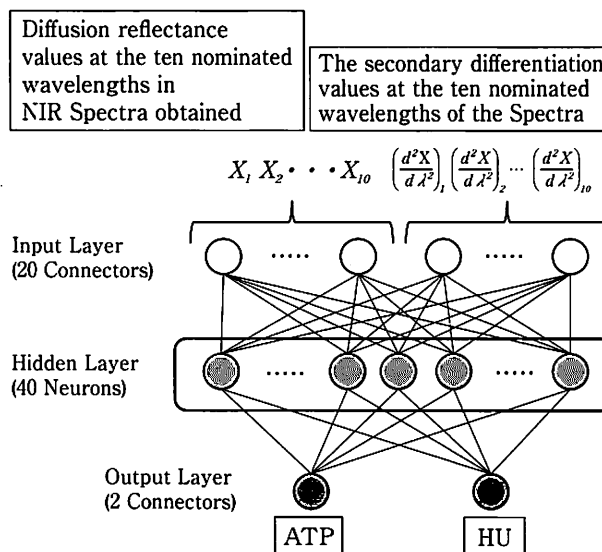 Diffusion reflectance
values at the ten nominated
wavelengths in
NIR Spectra obtained
The secondary differentiation
values at the ten nominated
wavelengths of the Spectra
X₁ X₂ · · · X₁₀ (d²X/dλ²)₁ (d²X/dλ²)₂ ··· (d²X/dλ²)₁₀
Input Layer
(20 Connectors)
····· ·····
Hidden Layer
(40 Neurons)
····· ·····
Output Layer
(2 Connectors)
ATP HU